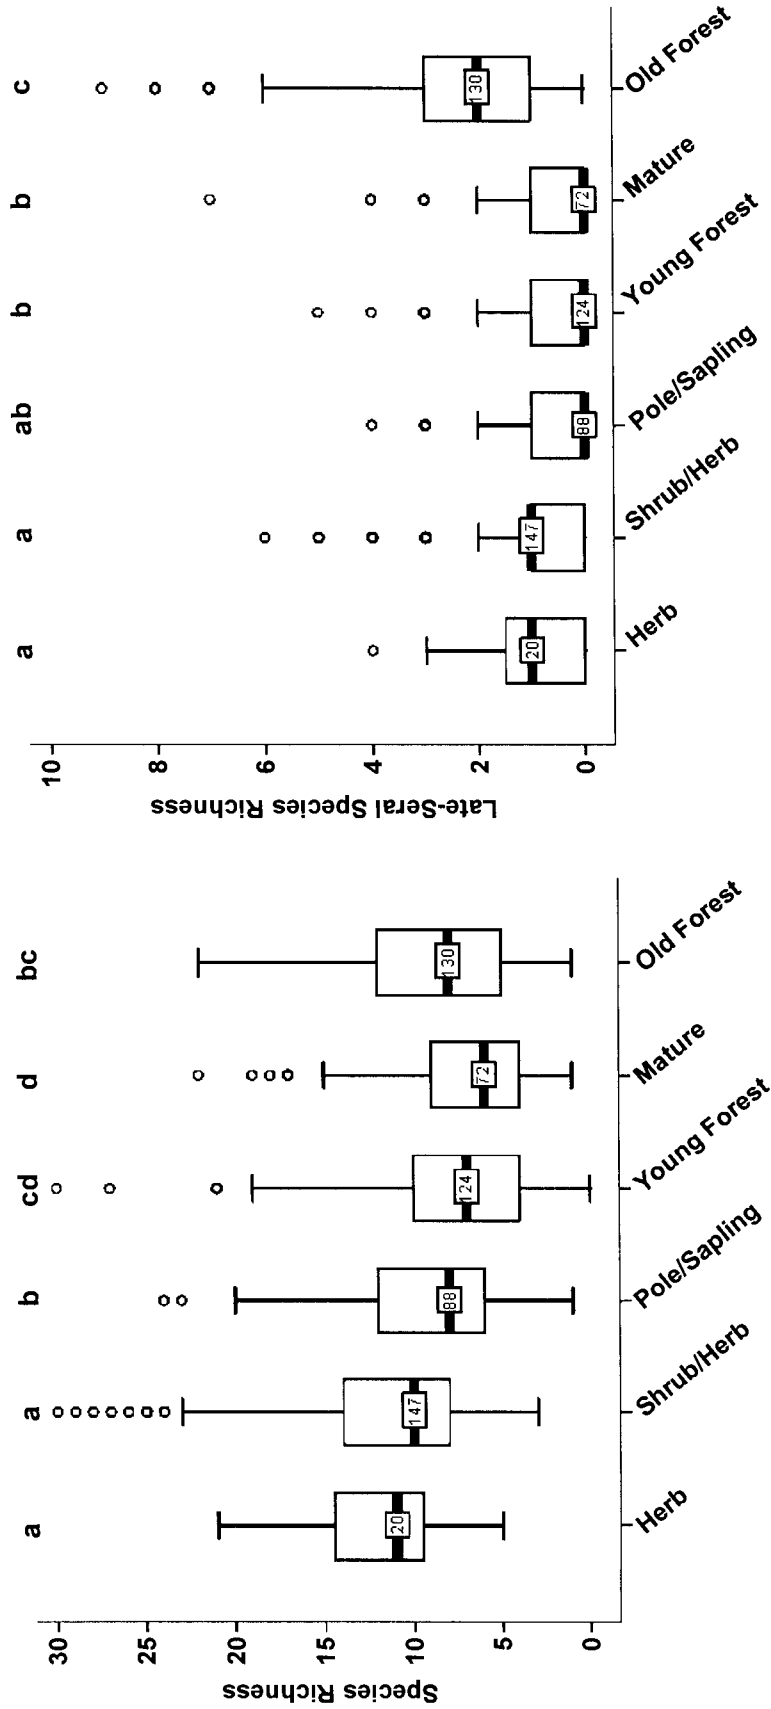 a a b cd d bc
30
25
20
15
10
5
0
Species Richness
20 147 88 124 72 130
Herb Shrub/Herb Pole/Sapling Young Forest Mature Old Forest
a a ab b b c
10
8
6
4
2
0
Late-Seral Species Richness
20 147 88 124 72 130
Herb Shrub/Herb Pole/Sapling Young Forest Mature Old Forest